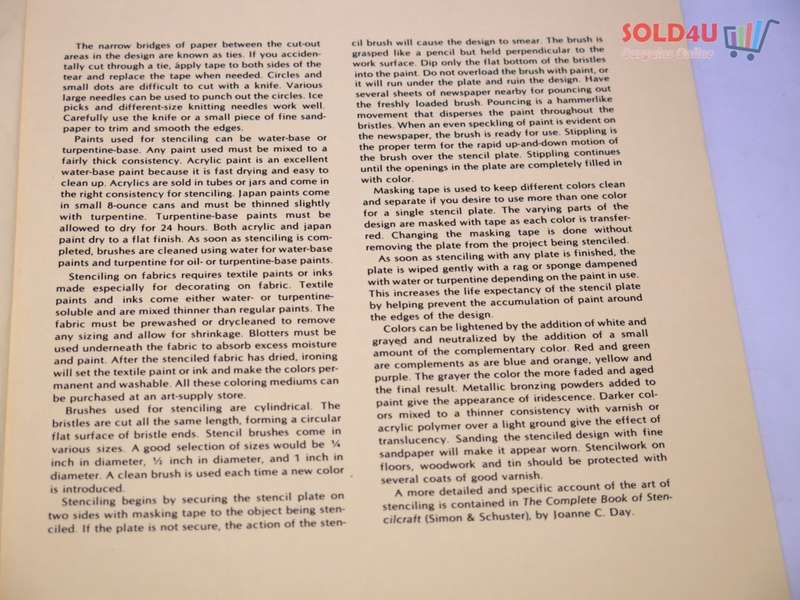 The narrow bridges of paper between the cut-out
areas in the design are known as ties. If you acciden-
tally cut through a tie, apply tape to both sides of the
tear and replace the tape when needed. Circles and
small dots are difficult to cut with a knife. Various
large needles can be used to punch out the circles. Ice
picks and different-size knitting needles work well.
Carefully use the knife or a small piece of fine sand-
paper to trim and smooth the edges.
Paints used for stenciling can be water-base or
turpentine-base. Any paint used must be mixed to a
fairly thick consistency. Acrylic paint is an excellent
water-base paint because it is fast drying and easy to
clean up. Acrylics are sold in tubes or jars and come in
the right consistency for stenciling. Japan paints come
in small 8-ounce cans and must be thinned slightly
with turpentine. Turpentine-base paints must be
allowed to dry for 24 hours. Both acrylic and japan
paint dry to a flat finish. As soon as stenciling is com-
pleted, brushes are cleaned using water for water-base
paints and turpentine for oil- or turpentine-base paints.
Stenciling on fabrics requires textile paints or inks
made especially for decorating on fabric. Textile
paints and inks come either water- or turpentine-
soluble and are mixed thinner than regular paints. The
fabric must be prewashed or drycleaned to remove
any sizing and allow for shrinkage. Blotters must be
used underneath the fabric to absorb excess moisture
and paint. After the stenciled fabric has dried, ironing
will set the textile paint or ink and make the colors per-
manent and washable. All these coloring mediums can
be purchased at an art-supply store.
Brushes used for stenciling are cylindrical. The
bristles are cut all the same length, forming a circular
flat surface of bristle ends. Stencil brushes come in
various sizes. A good selection of sizes would be ¼
inch in diameter, ½ inch in diameter, and 1 inch in
diameter. A clean brush is used each time a new color
is introduced.
Stenciling begins by securing the stencil plate on
two sides with masking tape to the object being sten-
ciled. If the plate is not secure, the action of the sten-
cil brush will cause the design to smear. The brush is
grasped like a pencil but held perpendicular to the
work surface. Dip only the flat bottom of the bristles
into the paint. Do not overload the brush with paint, or
it will run under the plate and ruin the design. Have
several sheets of newspaper nearby for pouncing out
the freshly loaded brush. Pouncing is a hammerlike
movement that disperses the paint throughout the
bristles. When an even speckling of paint is evident on
the newspaper, the brush is ready for use. Stippling is
the proper term for the rapid up-and-down motion of
the brush over the stencil plate. Stippling continues
until the openings in the plate are completely filled in
with color.
Masking tape is used to keep different colors clean
and separate if you desire to use more than one color
for a single stencil plate. The varying parts of the
design are masked with tape as each color is transfer-
red. Changing the masking tape is done without
removing the plate from the project being stenciled.
As soon as stenciling with any plate is finished, the
plate is wiped gently with a rag or sponge dampened
with water or turpentine depending on the paint in use.
This increases the life expectancy of the stencil plate
by helping prevent the accumulation of paint around
the edges of the design.
Colors can be lightened by the addition of white and
grayed and neutralized by the addition of a small
amount of the complementary color. Red and green
are complements as are blue and orange, yellow and
purple. The grayer the color the more faded and aged
the final result. Metallic bronzing powders added to
paint give the appearance of iridescence. Darker col-
ors mixed to a thinner consistency with varnish or
acrylic polymer over a light ground give the effect of
translucency. Sanding the stenciled design with fine
sandpaper will make it appear worn. Stencilwork on
floors, woodwork and tin should be protected with
several coats of good varnish.
A more detailed and specific account of the art of
stenciling is contained in The Complete Book of Sten-
cilcraft (Simon & Schuster), by Joanne C. Day.
SOLD4U
Everyday Online